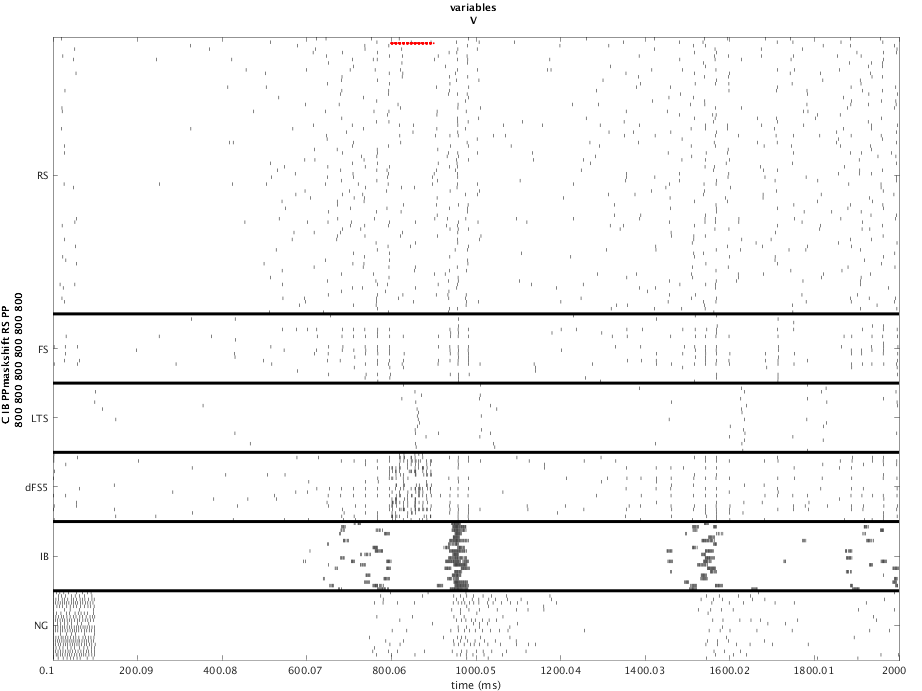 variables
V
C IB PPmaskshift RS PP
800 800 800 800 800 800 800
RS
FS
LTS
dFS5
IB
NG
0.1 200.09 400.08 600.07 800.06 1000.05 1200.04 1400.03 1600.02 1800.01 2000
time (ms)